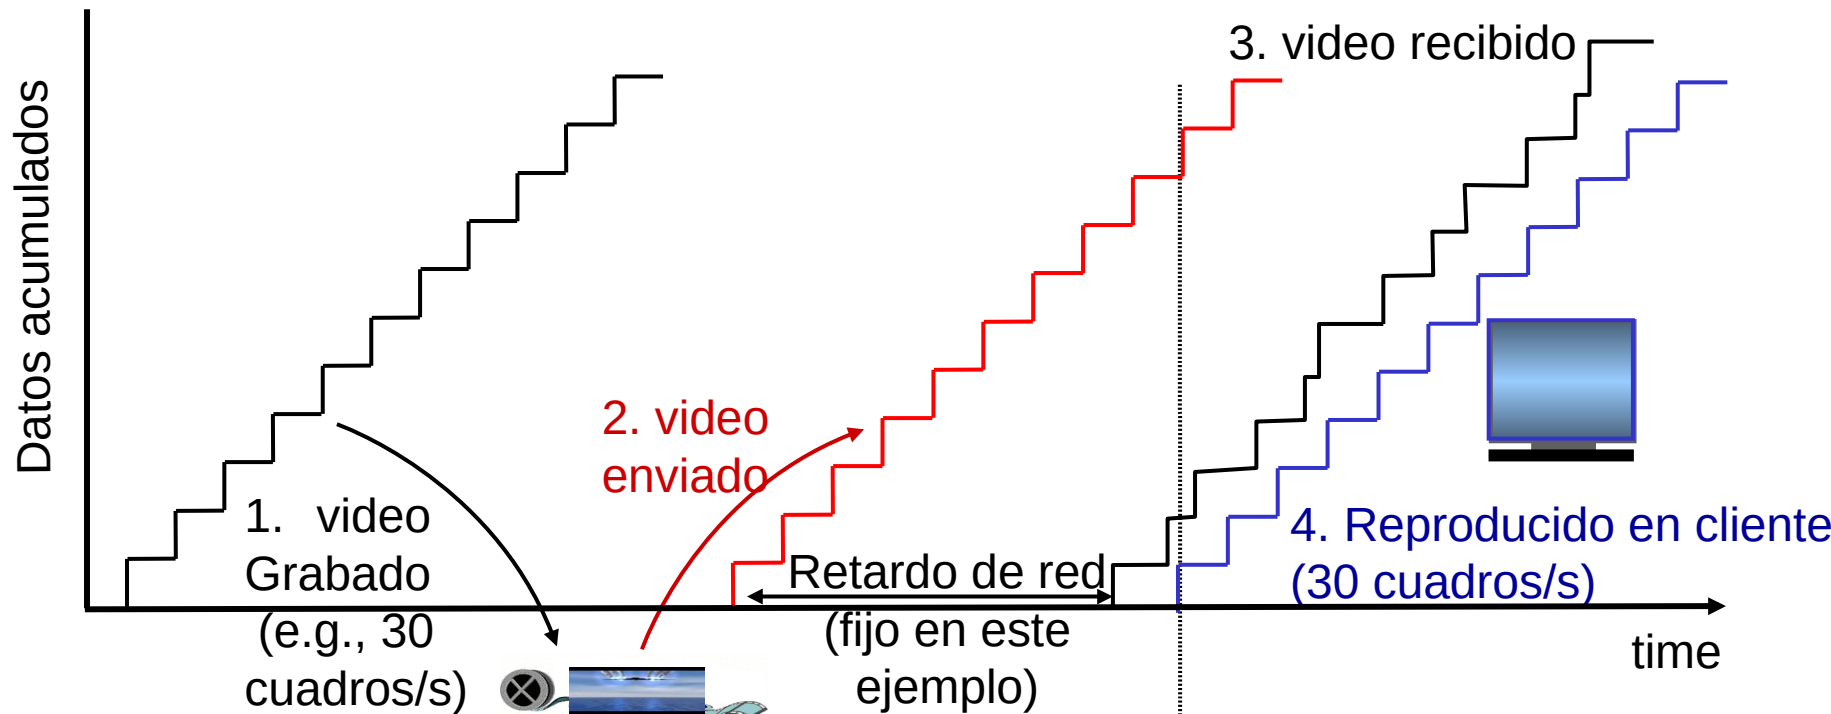 Datos acumulados
1. video
Grabado
(e.g., 30
cuadros/s)
2. video
enviado
Retardo de red
(fijo en este
ejemplo)
3. video recibido
4. Reproducido en cliente
(30 cuadros/s)
time